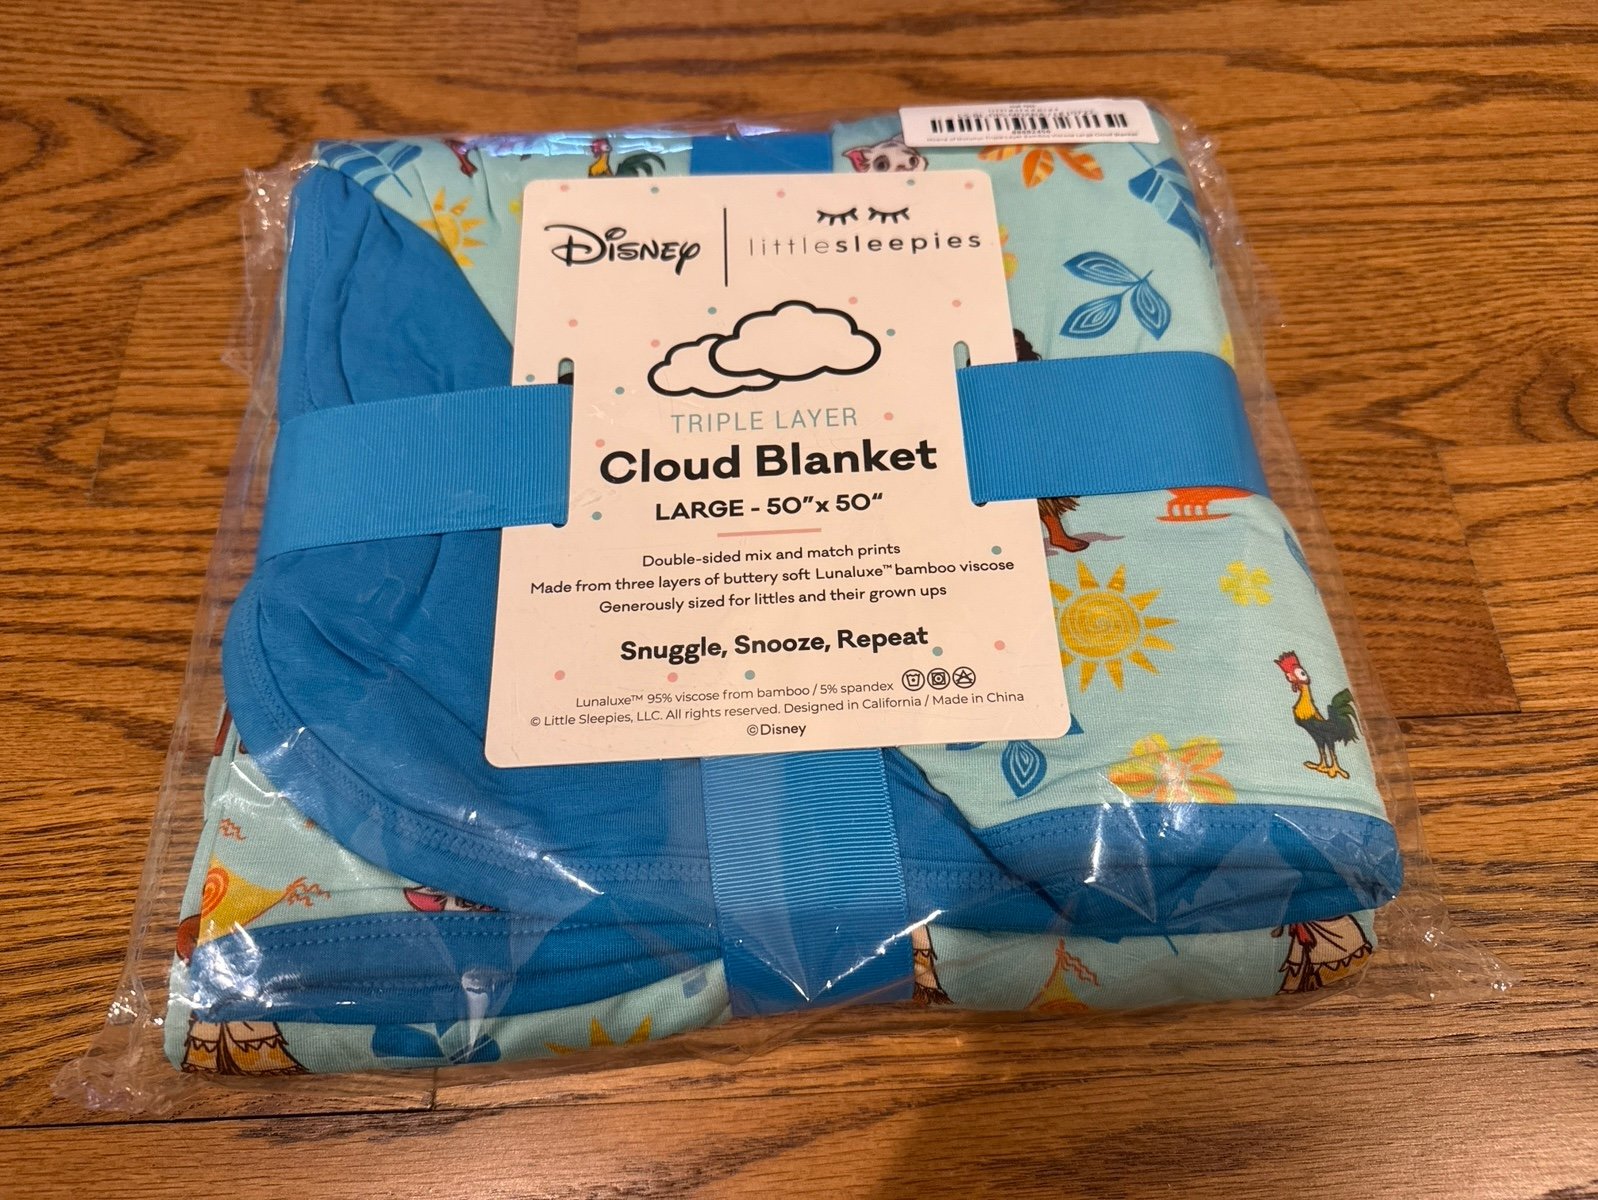 Disney
littlesleepies
TRIPLE LAYER
Cloud Blanket
LARGE - 50”x 50“
Double-sided mix and match prints
Made from three layers of buttery soft Lunaluxe™ bamboo viscose
Generously sized for littles and their grown ups
Snuggle, Snooze, Repeat
Lunaluxe™ 95% viscose from bamboo / 5% spandex
© Little Sleepies, LLC. All rights reserved. Designed in California / Made in China
©Disney